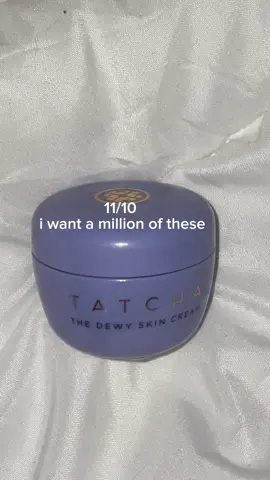 11/10
i want a million of these
TATCHA
THE DEWY SKIN CREAM